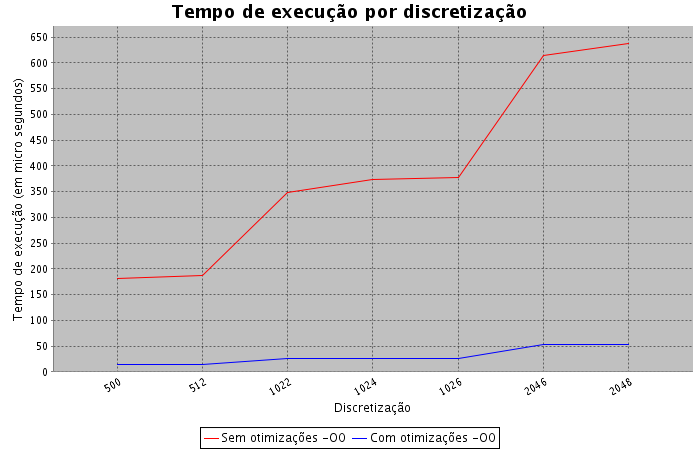 Tempo de execução por discretização
Tempo de execução (em micro segundos)
650
600
550
500
450
400
350
300
250
200
150
100
50
0
500 512 1022 1024 1026 2046 2048
Discretização
Sem otimizações -O0 Com otimizações -O0